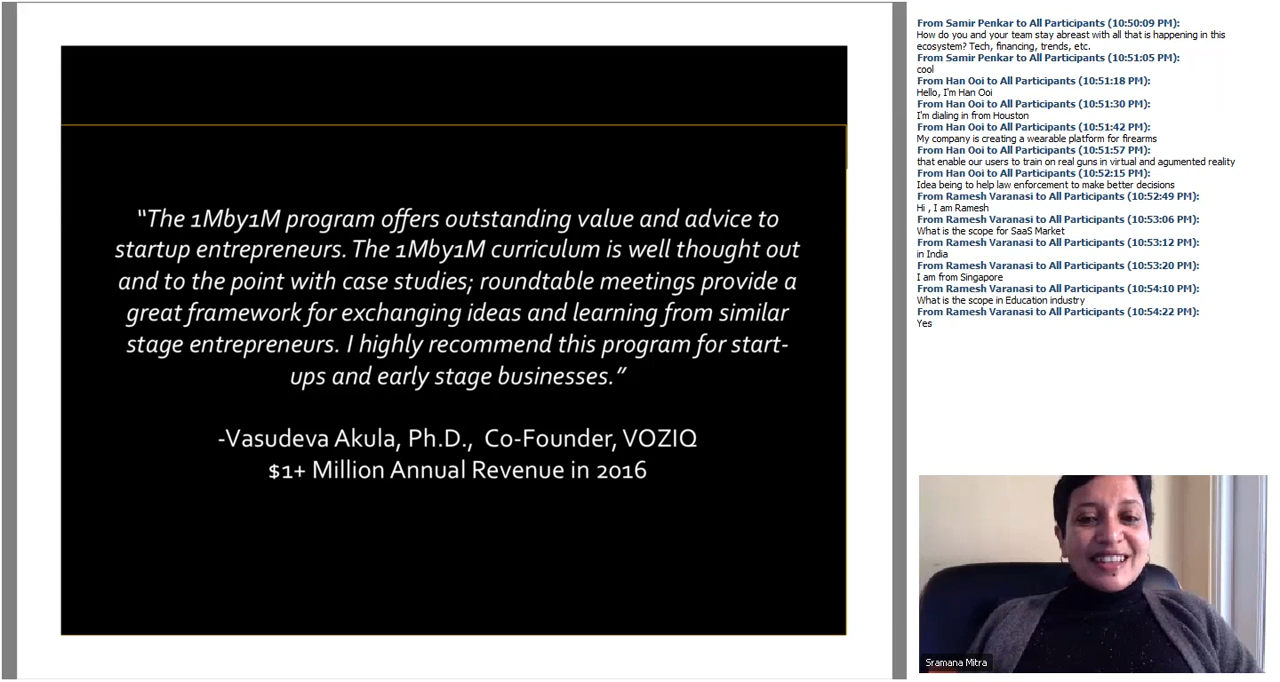 “The 1Mby1M program offers outstanding value and advice to
startup entrepreneurs. The 1Mby1M curriculum is well thought out
and to the point with case studies; roundtable meetings provide a
great framework for exchanging ideas and learning from similar
stage entrepreneurs. I highly recommend this program for start-
ups and early stage businesses.”
-Vasudeva Akula, Ph.D., Co-Founder, VOZIQ
$1+ Million Annual Revenue in 2016
From Samir Penkar to All Participants (10:50:09 PM):
How do you and your team stay abreast with all that is happening in this
ecosystem? Tech, financing, trends, etc.
From Samir Penkar to All Participants (10:51:05 PM):
cool
From Han Ooi to All Participants (10:51:18 PM):
Hello, I'm Han Ooi
From Han Ooi to All Participants (10:51:30 PM):
I'm dialing in from Houston
From Han Ooi to All Participants (10:51:42 PM):
My company is creating a wearable platform for firearms
From Han Ooi to All Participants (10:51:57 PM):
that enable our users to train on real guns in virtual and agumented reality
From Han Ooi to All Participants (10:52:15 PM):
Idea being to help law enforcement to make better decisions
From Ramesh Varanasi to All Participants (10:52:49 PM):
Hi , I am Ramesh
From Ramesh Varanasi to All Participants (10:53:06 PM):
What is the scope for SaaS Market
From Ramesh Varanasi to All Participants (10:53:12 PM):
in India
From Ramesh Varanasi to All Participants (10:53:20 PM):
I am from Singapore
From Ramesh Varanasi to All Participants (10:54:10 PM):
What is the scope in Education industry
From Ramesh Varanasi to All Participants (10:54:22 PM):
Yes
Sramana Mitra